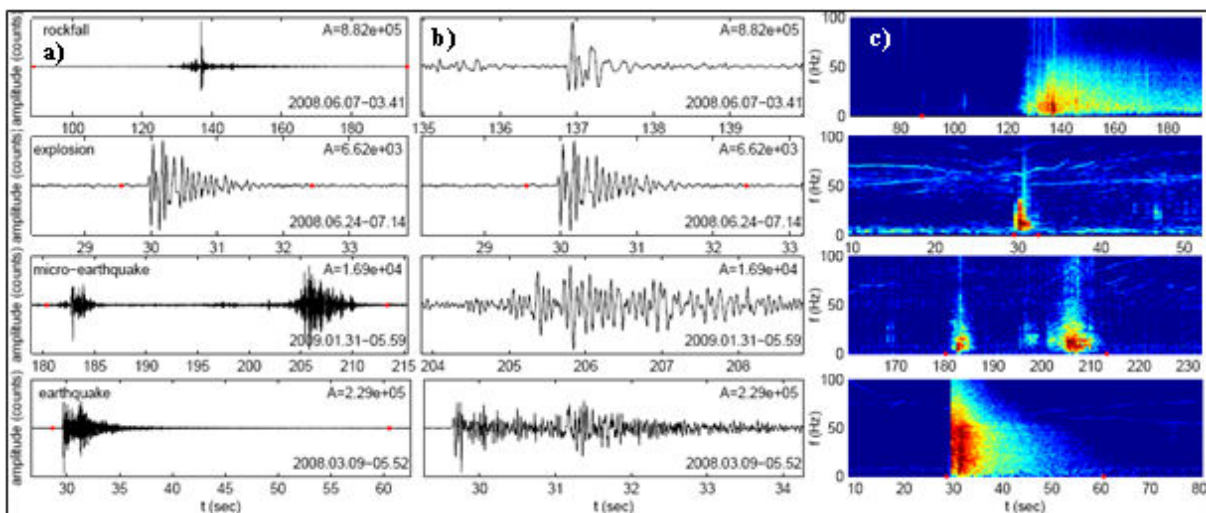 a) rockfall A=8.82e+05 2008.06.07-03.41
amplitude (counts)
100 120 140 160 180
b) A=8.82e+05 2008.06.07-03.41
135 136 137 138 139
c)
f (Hz)
100
50
0
80 100 120 140 160 180
explosion A=6.62e+03 2008.06.24-07.14
amplitude (counts)
29 30 31 32 33
A=6.62e+03 2008.06.24-07.14
29 30 31 32 33
f (Hz)
100
50
0
10 20 30 40 50
micro-earthquake A=1.69e+04 2009.01.31-05.59
amplitude (counts)
180 185 190 195 200 205 210 215
A=1.69e+04 2009.01.31-05.59
204 205 206 207 208
f (Hz)
100
50
0
170 180 190 200 210 220 230
earthquake A=2.29e+05 2008.03.09-05.52
amplitude (counts)
30 35 40 45 50 55 60
t (sec)
A=2.29e+05 2008.03.09-05.52
30 31 32 33 34
t (sec)
f (Hz)
100
50
0
10 20 30 40 50 60 70 80
t (sec)